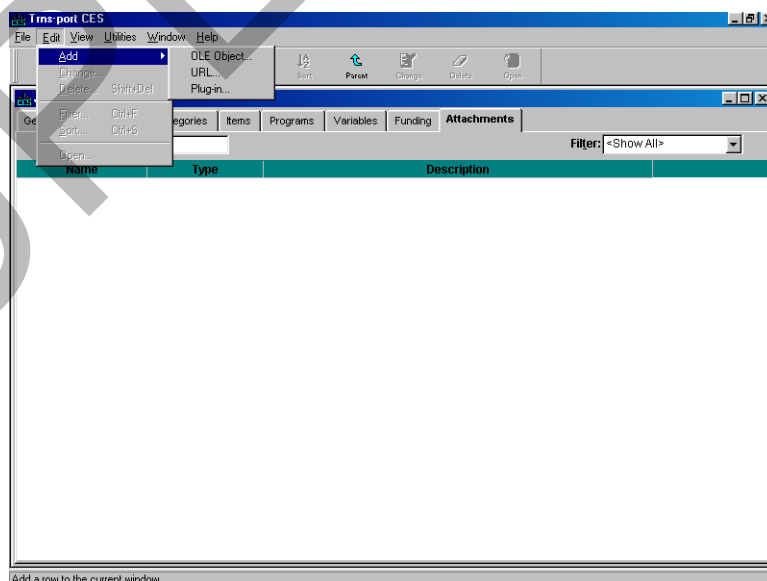 Trns·port CES
File Edit View Utilities Window Help
Add OLE Object...
Change... URL...
Delete... Shift+Del Plug-in...
Filter... Ctrl+F
Sort... Ctrl+S
Open...
Sort Parent Change Delete Open
Ge egories Items Programs Variables Funding Attachments
Filter: <Show All>
Name Type Description
Add a row to the current window